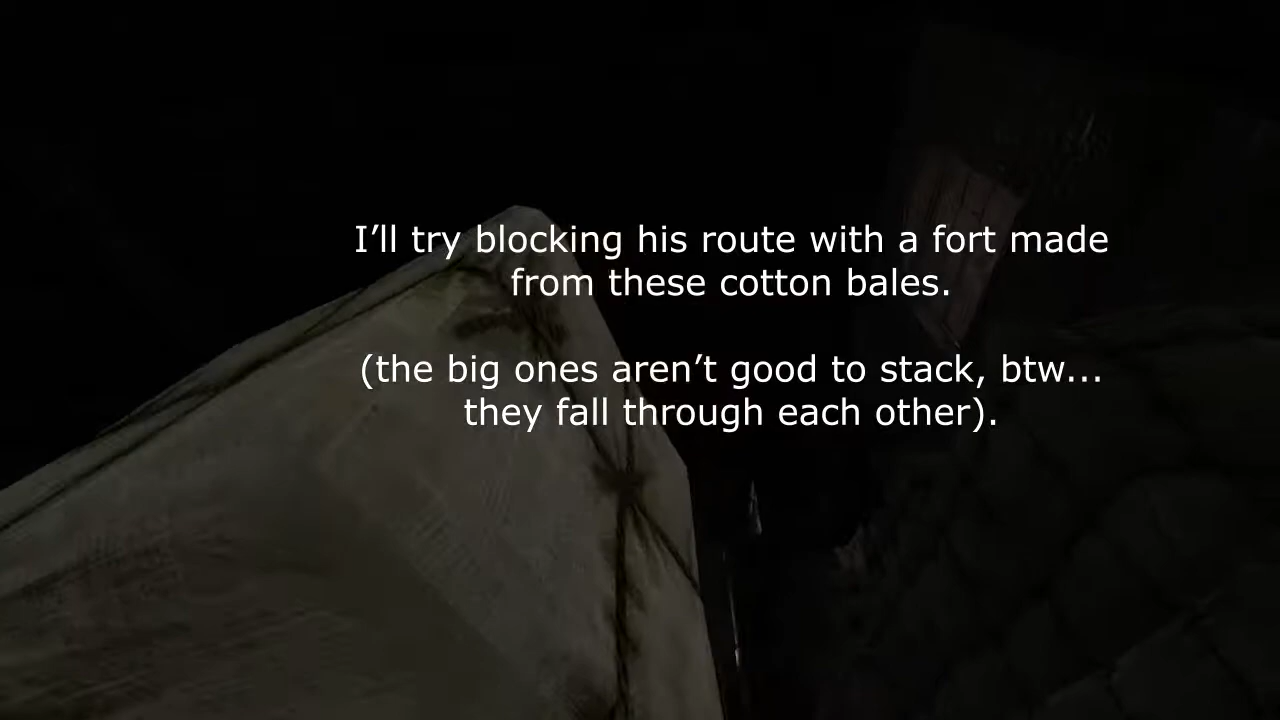 I’ll try blocking his route with a fort made
from these cotton bales.
(the big ones aren’t good to stack, btw...
they fall through each other).